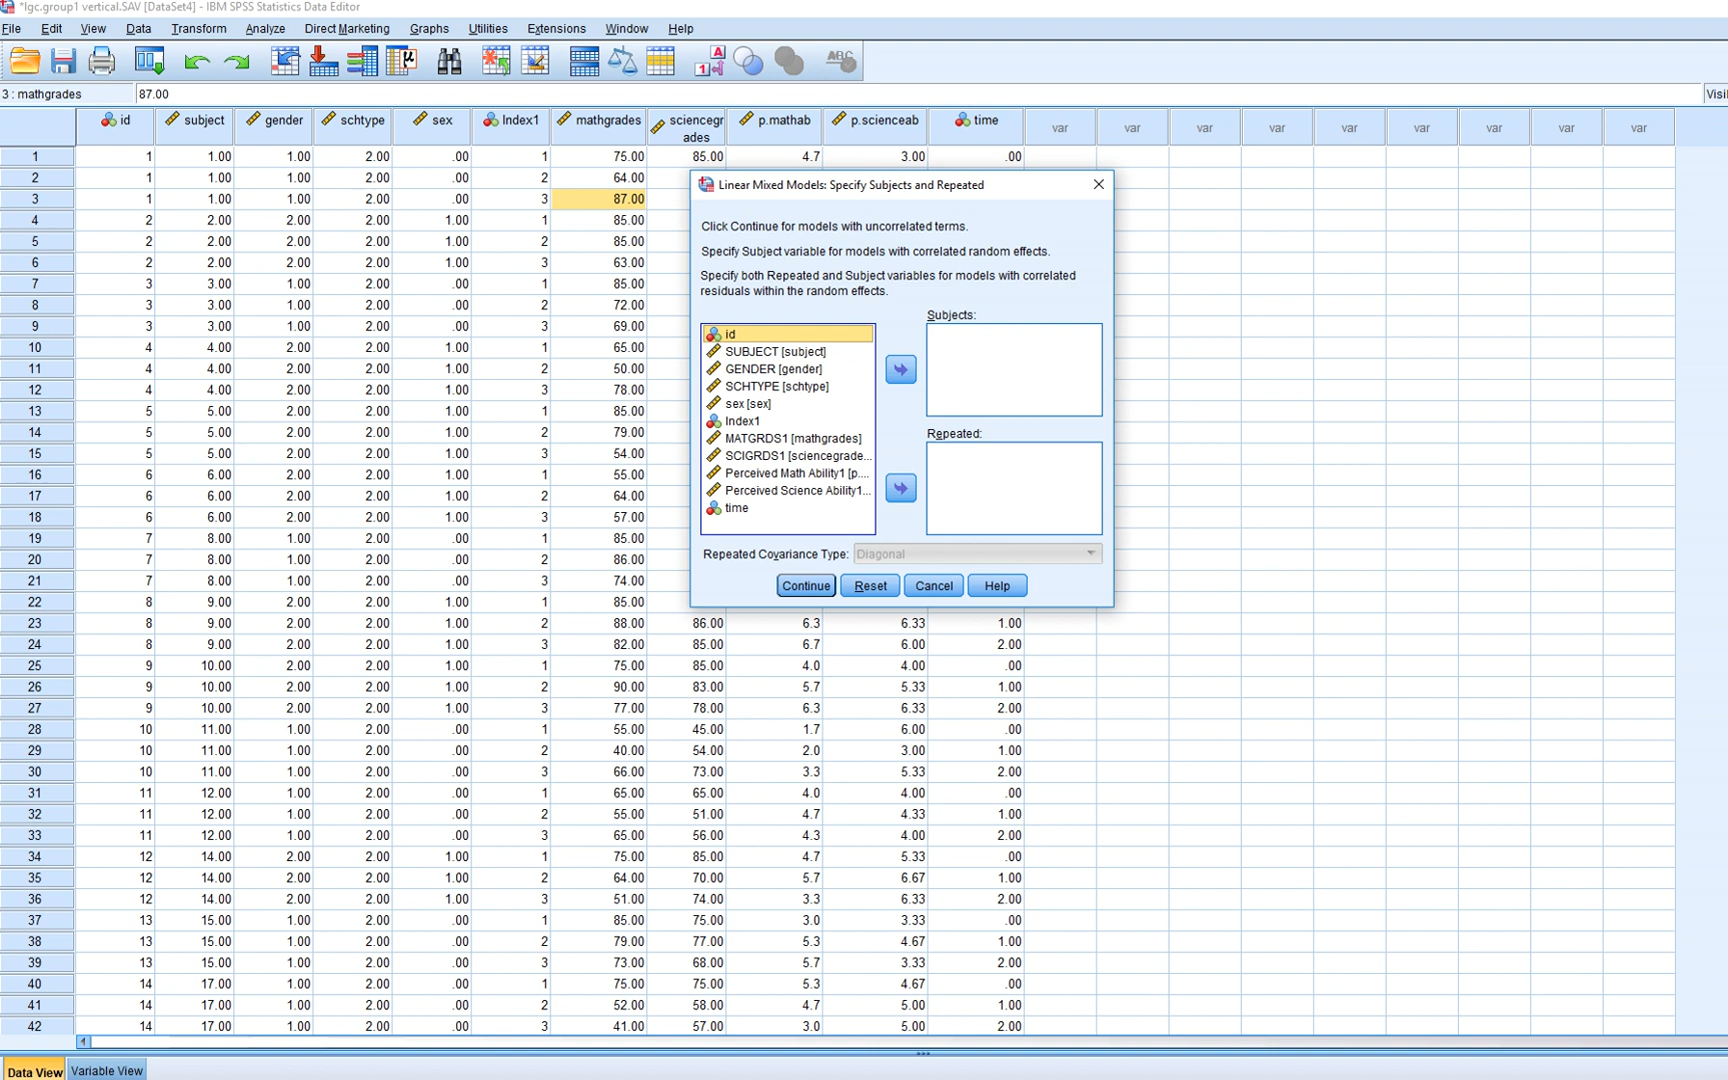 *lgc.group1 vertical.SAV [DataSet4] - IBM SPSS Statistics Data Editor
File Edit View Data Transform Analyze Direct Marketing Graphs Utilities Extensions Window Help
3 : mathgrades 87.00 Visi
id subject gender schtype sex Index1 mathgrades sciencegr ades p.mathab p.scienceab time var var var var var var var var var
1 1 1.00 1.00 2.00 .00 1 75.00 85.00 4.7 3.00 .00
2 1 1.00 1.00 2.00 .00 2 64.00
3 1 1.00 1.00 2.00 .00 3 87.00
4 2 2.00 2.00 2.00 1.00 1 85.00
5 2 2.00 2.00 2.00 1.00 2 85.00
6 2 2.00 2.00 2.00 1.00 3 63.00
7 3 3.00 1.00 2.00 .00 1 85.00
8 3 3.00 1.00 2.00 .00 2 72.00
9 3 3.00 1.00 2.00 .00 3 69.00
10 4 4.00 2.00 2.00 1.00 1 65.00
11 4 4.00 2.00 2.00 1.00 2 50.00
12 4 4.00 2.00 2.00 1.00 3 78.00
13 5 5.00 2.00 2.00 1.00 1 85.00
14 5 5.00 2.00 2.00 1.00 2 79.00
15 5 5.00 2.00 2.00 1.00 3 54.00
16 6 6.00 2.00 2.00 1.00 1 55.00
17 6 6.00 2.00 2.00 1.00 2 64.00
18 6 6.00 2.00 2.00 1.00 3 57.00
19 7 8.00 1.00 2.00 .00 1 85.00
20 7 8.00 1.00 2.00 .00 2 86.00
21 7 8.00 1.00 2.00 .00 3 74.00
22 8 9.00 2.00 2.00 1.00 1 85.00
23 8 9.00 2.00 2.00 1.00 2 88.00 86.00 6.3 6.33 1.00
24 8 9.00 2.00 2.00 1.00 3 82.00 85.00 6.7 6.00 2.00
25 9 10.00 2.00 2.00 1.00 1 75.00 85.00 4.0 4.00 .00
26 9 10.00 2.00 2.00 1.00 2 90.00 83.00 5.7 5.33 1.00
27 9 10.00 2.00 2.00 1.00 3 77.00 78.00 6.3 6.33 2.00
28 10 11.00 1.00 2.00 .00 1 55.00 45.00 1.7 6.00 .00
29 10 11.00 1.00 2.00 .00 2 40.00 54.00 2.0 3.00 1.00
30 10 11.00 1.00 2.00 .00 3 66.00 73.00 3.3 5.33 2.00
31 11 12.00 1.00 2.00 .00 1 65.00 65.00 4.0 4.00 .00
32 11 12.00 1.00 2.00 .00 2 55.00 51.00 4.7 4.33 1.00
33 11 12.00 1.00 2.00 .00 3 65.00 56.00 4.3 4.00 2.00
34 12 14.00 2.00 2.00 1.00 1 75.00 85.00 4.7 5.33 .00
35 12 14.00 2.00 2.00 1.00 2 64.00 70.00 5.7 6.67 1.00
36 12 14.00 2.00 2.00 1.00 3 51.00 74.00 3.3 6.33 2.00
37 13 15.00 1.00 2.00 .00 1 85.00 75.00 3.0 3.33 .00
38 13 15.00 1.00 2.00 .00 2 79.00 77.00 5.3 4.67 1.00
39 13 15.00 1.00 2.00 .00 3 73.00 68.00 5.7 3.33 2.00
40 14 17.00 1.00 2.00 .00 1 75.00 75.00 5.3 4.67 .00
41 14 17.00 1.00 2.00 .00 2 52.00 58.00 4.7 5.00 1.00
42 14 17.00 1.00 2.00 .00 3 41.00 57.00 3.0 5.00 2.00
Linear Mixed Models: Specify Subjects and Repeated
Click Continue for models with uncorrelated terms.
Specify Subject variable for models with correlated random effects.
Specify both Repeated and Subject variables for models with correlated
residuals within the random effects.
id
SUBJECT [subject]
GENDER [gender]
SCHTYPE [schtype]
sex [sex]
Index1
MATGRDS1 [mathgrades]
SCIGRDS1 [sciencegrade...
Perceived Math Ability1 [p....
Perceived Science Ability1...
time
Subjects:
Repeated:
Repeated Covariance Type: Diagonal
Continue Reset Cancel Help
Data View Variable View